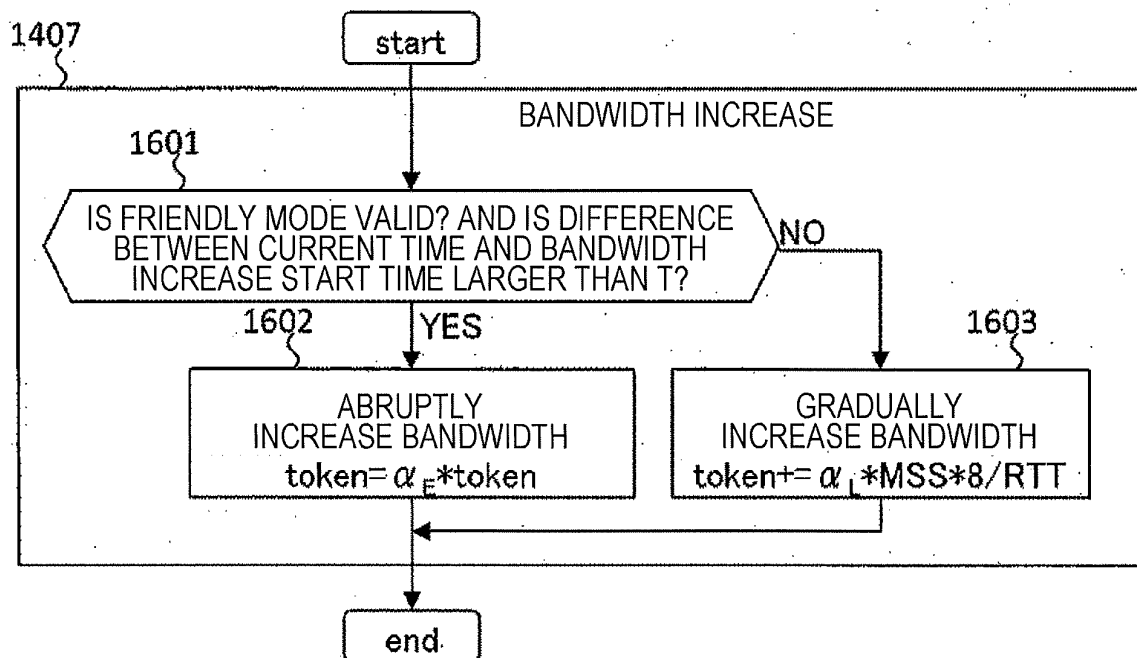 1407
start
BANDWIDTH INCREASE
1601
IS FRIENDLY MODE VALID? AND IS DIFFERENCE
BETWEEN CURRENT TIME AND BANDWIDTH
INCREASE START TIME LARGER THAN T?
NO
YES
1602
ABRUPTLY
INCREASE BANDWIDTH
token=α_E*token
1603
GRADUALLY
INCREASE BANDWIDTH
token+=α_L*MSS*8/RTT
end